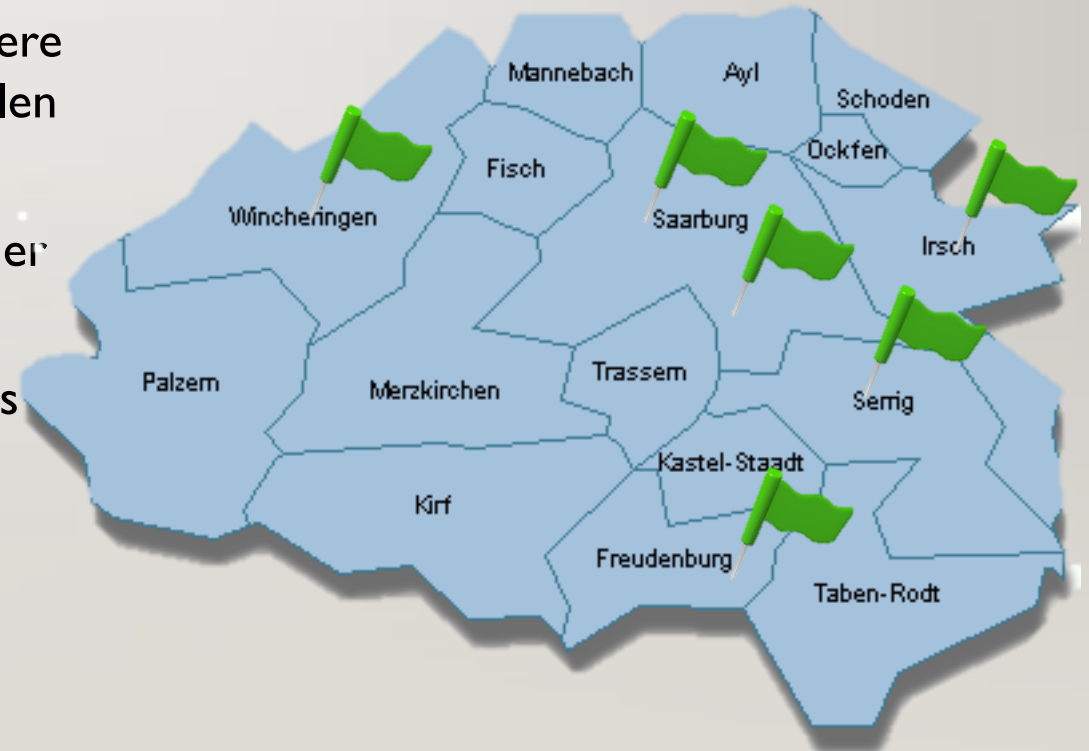 ere
len
er
s
Mannebach
Ayl
Schoden
Ockfen
Fisch
Wincheringen
Saarburg
Irsch
Palzem
Merzkirchen
Trassem
Serrig
Kastel-Staadt
Kirf
Freudenburg
Taben-Rodt